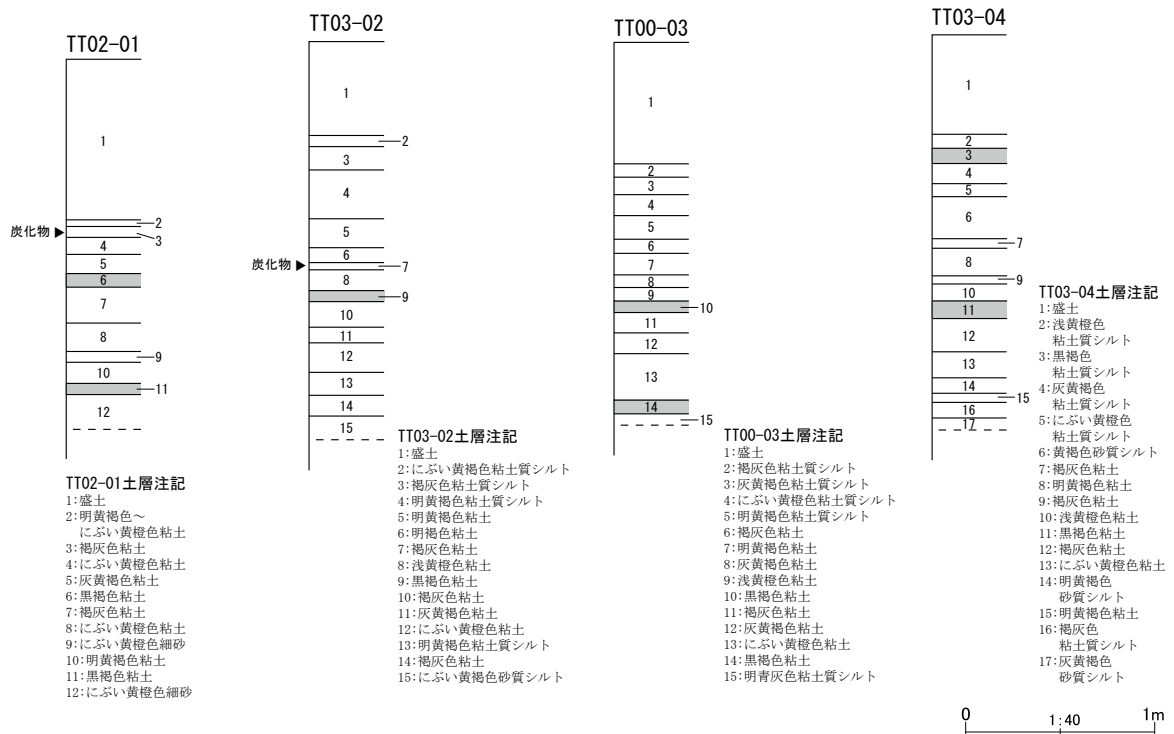 TT02-01
1
2
炭化物
3
4
5
6
7
8
9
10
11
12
TT02-01土層注記
1:盛土
2:明黄褐色～
にぶい黄橙色粘土
3:褐灰色粘土
4:にぶい黄橙色粘土
5:灰黄褐色粘土
6:黒褐色粘土
7:褐灰色粘土
8:にぶい黄橙色粘土
9:にぶい黄橙色細砂
10:明黄褐色粘土
11:黒褐色粘土
12:にぶい黄橙色細砂
TT03-02
1
2
3
4
5
6
炭化物
7
8
9
10
11
12
13
14
15
TT03-02土層注記
1:盛土
2:にぶい黄褐色粘土質シルト
3:褐灰色粘土質シルト
4:明黄褐色粘土質シルト
5:明黄褐色粘土
6:明褐色粘土
7:褐灰色粘土
8:浅黄橙色粘土
9:黒褐色粘土
10:褐灰色粘土
11:灰黄褐色粘土
12:にぶい黄橙色粘土
13:明黄褐色粘土質シルト
14:褐灰色粘土
15:にぶい黄褐色砂質シルト
TT00-03
1
2
3
4
5
6
7
8
9
10
11
12
13
14
15
TT00-03土層注記
1:盛土
2:褐灰色粘土質シルト
3:灰黄褐色粘土質シルト
4:にぶい黄橙色粘土質シルト
5:明黄褐色粘土質シルト
6:褐灰色粘土
7:明黄褐色粘土
8:灰黄褐色粘土
9:浅黄橙色粘土
10:黒褐色粘土
11:褐灰色粘土
12:灰黄褐色粘土
13:にぶい黄橙色粘土
14:黒褐色粘土
15:明青灰色粘土質シルト
TT03-04
1
2
3
4
5
6
7
8
9
10
11
12
13
14
15
16
17
TT03-04土層注記
1:盛土
2:浅黄橙色
粘土質シルト
3:黒褐色
粘土質シルト
4:灰黄褐色
粘土質シルト
5:にぶい黄橙色
粘土質シルト
6:黄褐色砂質シルト
7:褐灰色粘土
8:明黄褐色粘土
9:褐灰色粘土
10:浅黄橙色粘土
11:黒褐色粘土
12:褐灰色粘土
13:にぶい黄橙色粘土
14:明黄褐色
砂質シルト
15:明黄褐色粘土
16:褐灰色
粘土質シルト
17:灰黄褐色
砂質シルト
0 1:40 1m